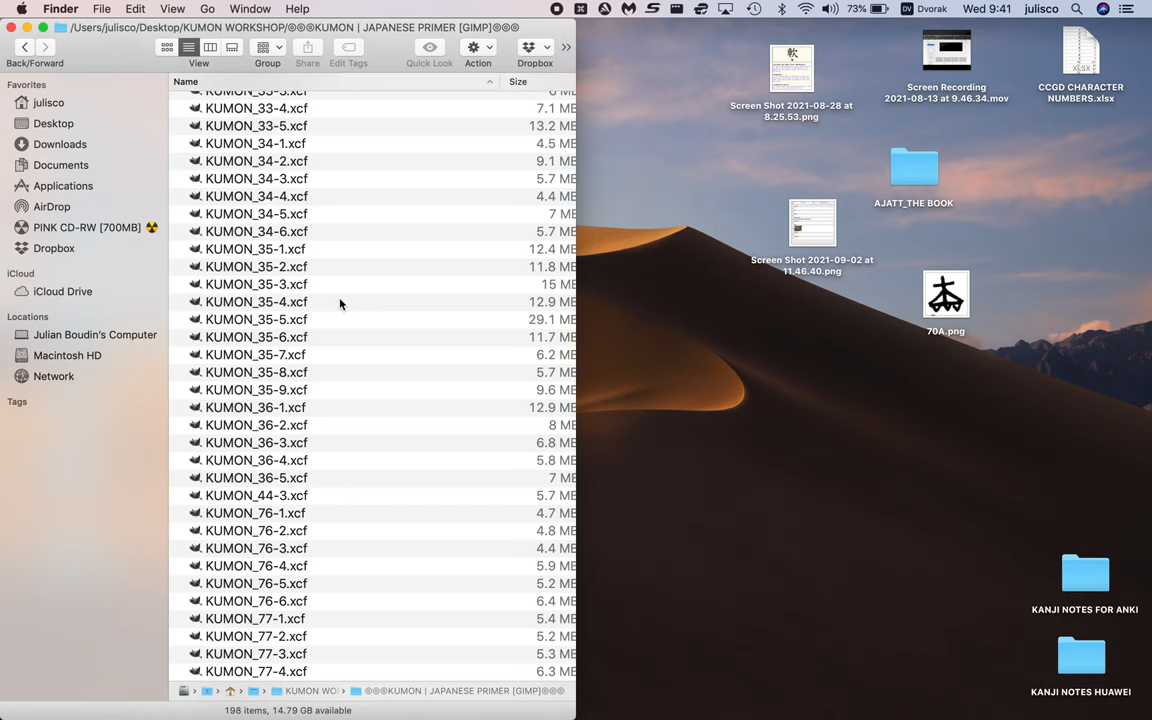 Finder File Edit View Go Window Help 73% DV Dvorak Wed 9:41 julisco
/Users/julisco/Desktop/KUMON WORKSHOP/◎◎◎KUMON | JAPANESE PRIMER [GIMP]◎◎◎
Back/Forward View Group Share Edit Tags Quick Look Action Dropbox
Favorites
julisco
Desktop
Downloads
Documents
Applications
AirDrop
PINK CD-RW [700MB] ☢
Dropbox
iCloud
iCloud Drive
Locations
Julian Boudin's Computer
Macintosh HD
Network
Tags
Name Size
KUMON_33-3.xcf 6 MB
KUMON_33-4.xcf 7.1 MB
KUMON_33-5.xcf 13.2 MB
KUMON_34-1.xcf 4.5 MB
KUMON_34-2.xcf 9.1 MB
KUMON_34-3.xcf 5.7 MB
KUMON_34-4.xcf 4.4 MB
KUMON_34-5.xcf 7 MB
KUMON_34-6.xcf 5.7 MB
KUMON_35-1.xcf 12.4 MB
KUMON_35-2.xcf 11.8 MB
KUMON_35-3.xcf 15 MB
KUMON_35-4.xcf 12.9 MB
KUMON_35-5.xcf 29.1 MB
KUMON_35-6.xcf 11.7 MB
KUMON_35-7.xcf 6.2 MB
KUMON_35-8.xcf 5.7 MB
KUMON_35-9.xcf 9.6 MB
KUMON_36-1.xcf 12.9 MB
KUMON_36-2.xcf 8 MB
KUMON_36-3.xcf 6.8 MB
KUMON_36-4.xcf 5.8 MB
KUMON_36-5.xcf 7 MB
KUMON_44-3.xcf 5.7 MB
KUMON_76-1.xcf 4.7 MB
KUMON_76-2.xcf 4.8 MB
KUMON_76-3.xcf 4.4 MB
KUMON_76-4.xcf 5.9 MB
KUMON_76-5.xcf 5.2 MB
KUMON_76-6.xcf 6.4 MB
KUMON_77-1.xcf 5.4 MB
KUMON_77-2.xcf 5.2 MB
KUMON_77-3.xcf 5.3 MB
KUMON_77-4.xcf 6.3 MB
KUMON WO ◎◎◎KUMON | JAPANESE PRIMER [GIMP]◎◎◎
198 items, 14.79 GB available
軟
Screen Shot 2021-08-28 at
8.25.53.png
Screen Recording
2021-08-13 at 9.46.34.mov
XLSX
CCGD CHARACTER
NUMBERS.xlsx
AJATT_THE BOOK
Screen Shot 2021-09-02 at
11.46.40.png
70A.png
KANJI NOTES FOR ANKI
KANJI NOTES HUAWEI